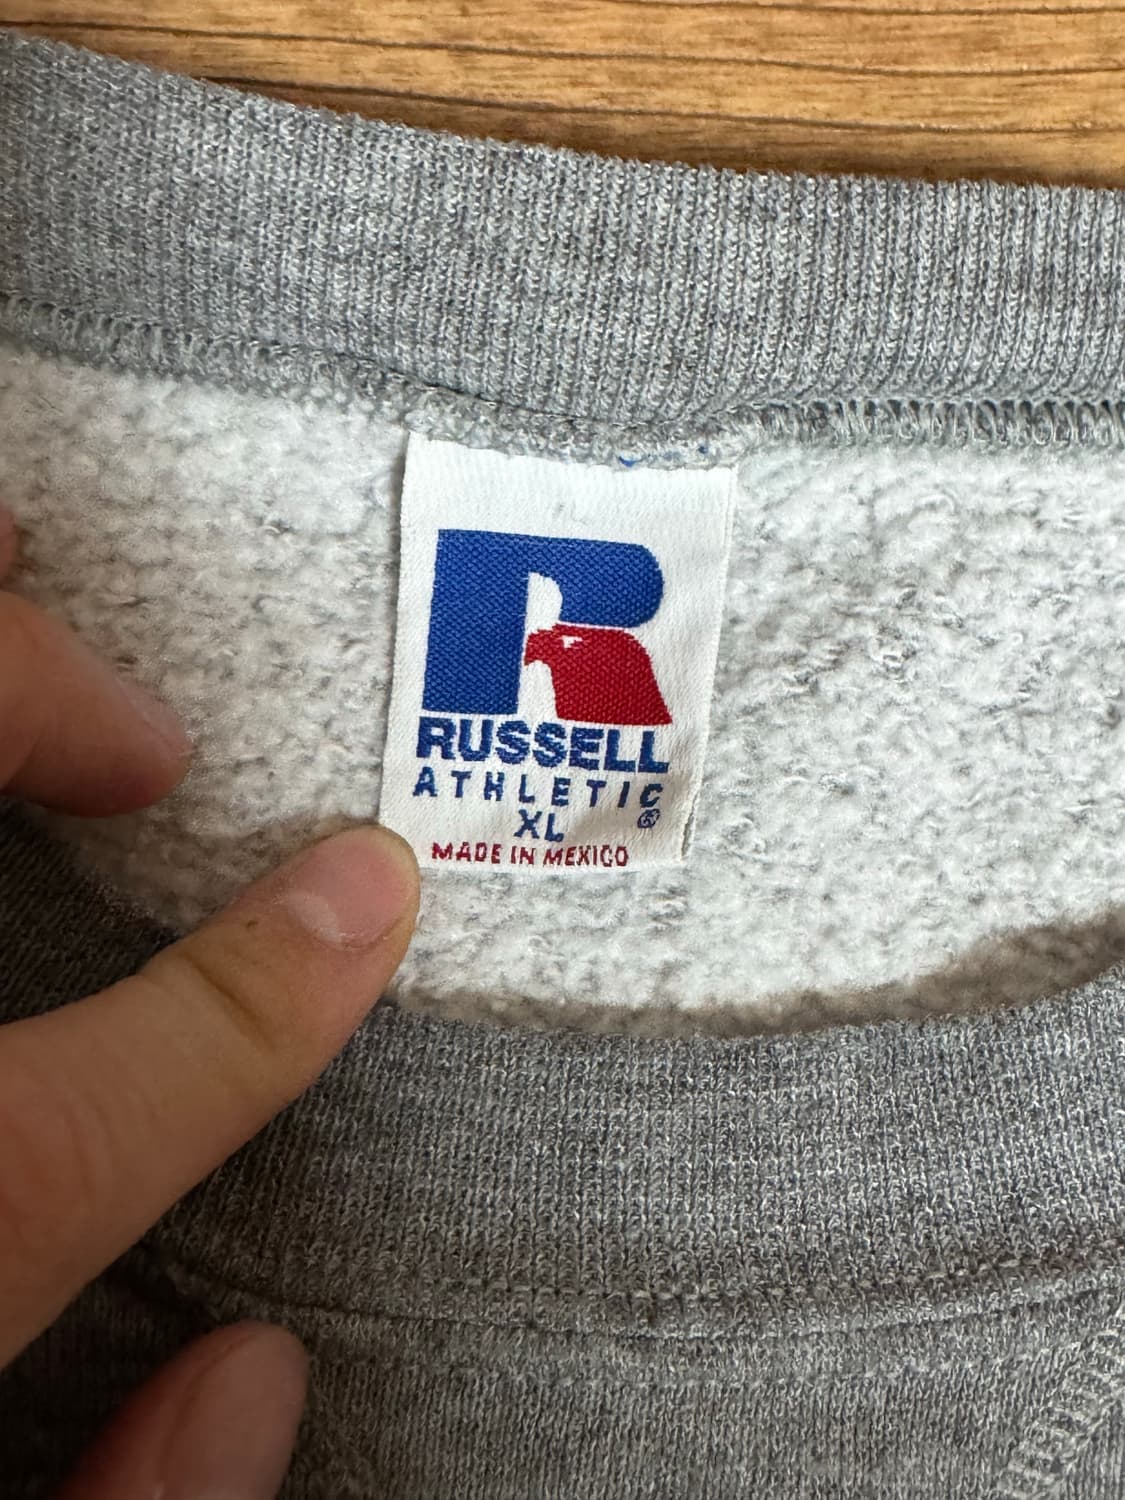 RUSSELL
ATHLETIC
XL ®
MADE IN MEXICO